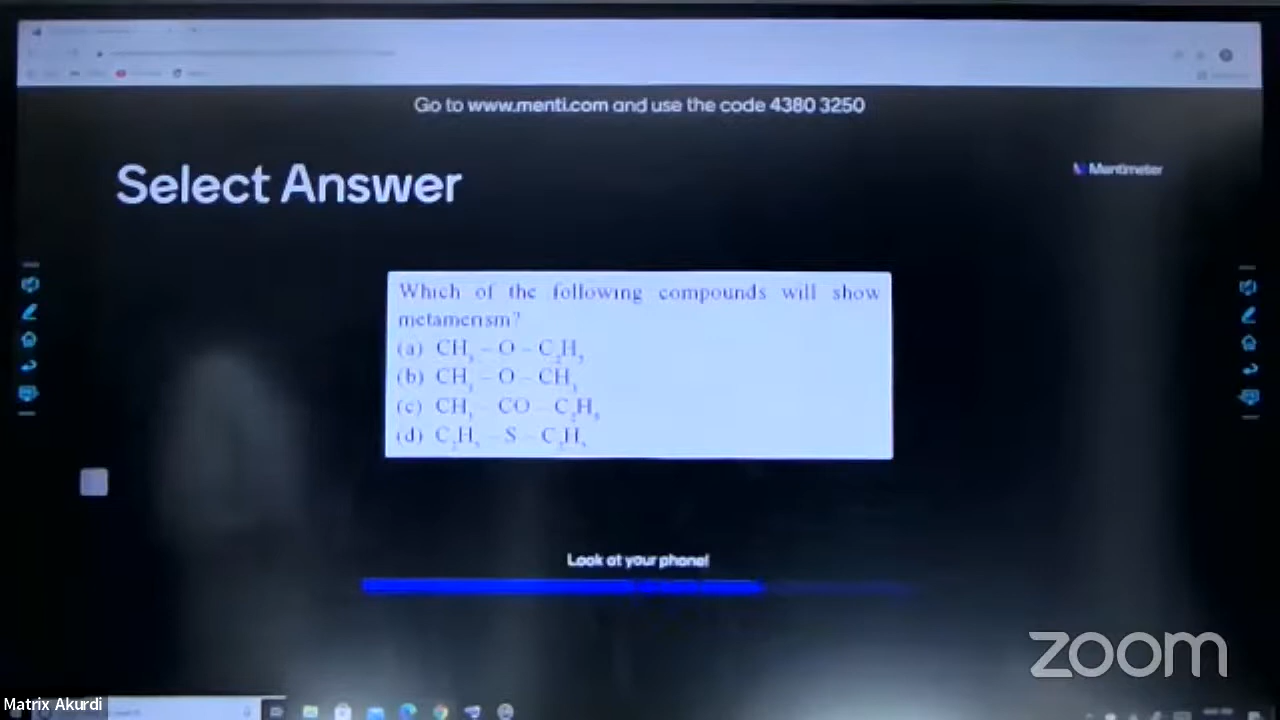 Go to www.menti.com and use the code 4380 3250
Select Answer
Mentimeter
Which of the following compounds will show
metamerism?
(a) CH₃ – O – C₂H₅
(b) CH₃ – O – CH₃
(c) CH₃ – CO – C₂H₅
(d) C₂H₅ – S – C₂H₅
Look at your phone!
zoom
Matrix Akurdi